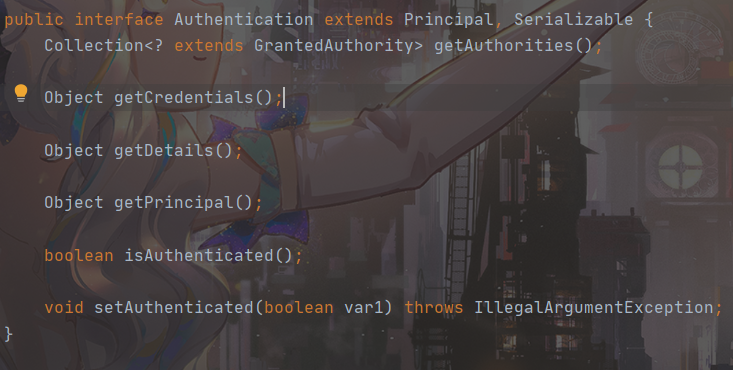 public interface Authentication extends Principal, Serializable {
    Collection<? extends GrantedAuthority> getAuthorities();
    Object getCredentials();
    Object getDetails();
    Object getPrincipal();
    boolean isAuthenticated();
    void setAuthenticated(boolean var1) throws IllegalArgumentException;
}